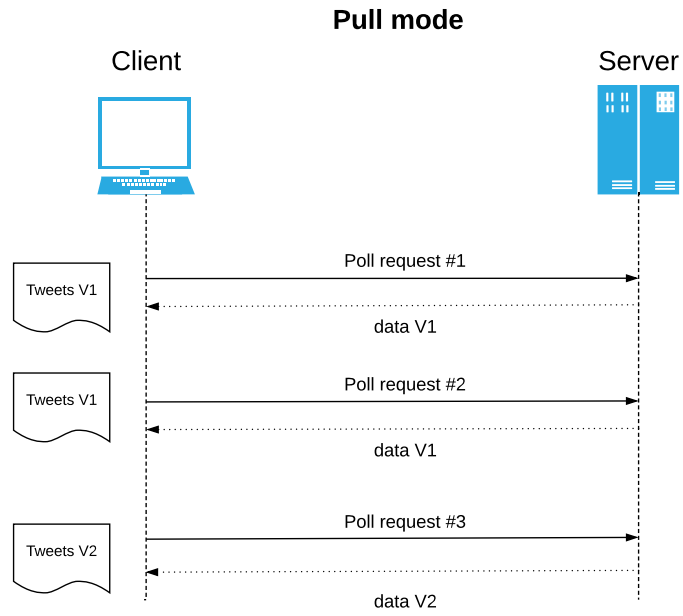 Pull mode
Client
Server
Poll request #1
Tweets V1
data V1
Poll request #2
Tweets V1
data V1
Poll request #3
Tweets V2
data V2